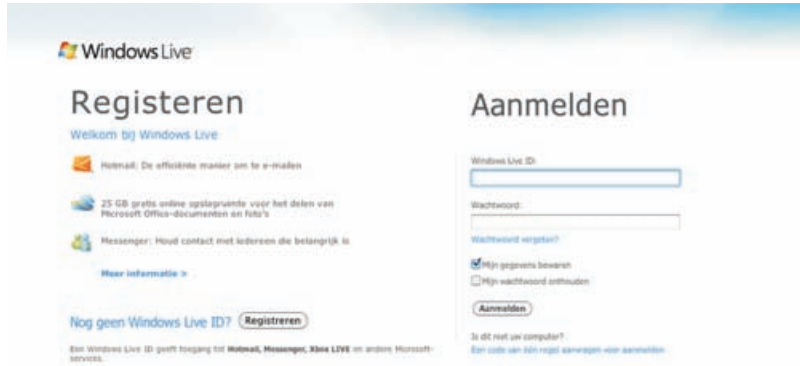 Windows Live
Registeren
Welkom bij Windows Live
Hotmail: De efficiënte manier om te e-mailen
25 GB gratis online opslagruimte voor het delen van
Microsoft Office-documenten en foto's
Messenger: Houd contact met iedereen die belangrijk is
Meer informatie >
Nog geen Windows Live ID? Registreren
Een Windows Live ID geeft toegang tot Hotmail, Messenger, Xbox LIVE en andere Microsoft-
services.
Aanmelden
Windows Live ID:
Wachtwoord:
Wachtwoord vergeten?
Mijn gegevens bewaren
Mijn wachtwoord onthouden
Aanmelden
Is dit niet uw computer?
Een code van één regel aanvragen voor aanmelden